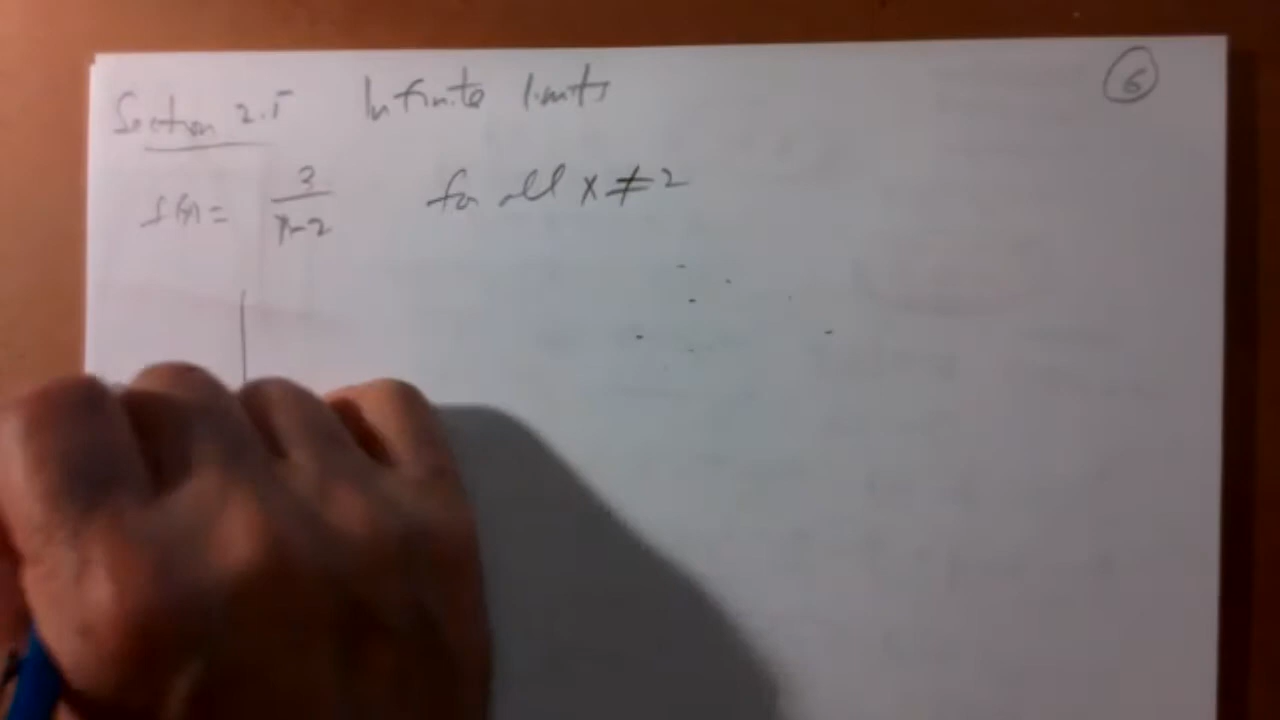 Section 2.5 Infinite limits
6
f(x) = 3/(x-2) for all x ≠ 2